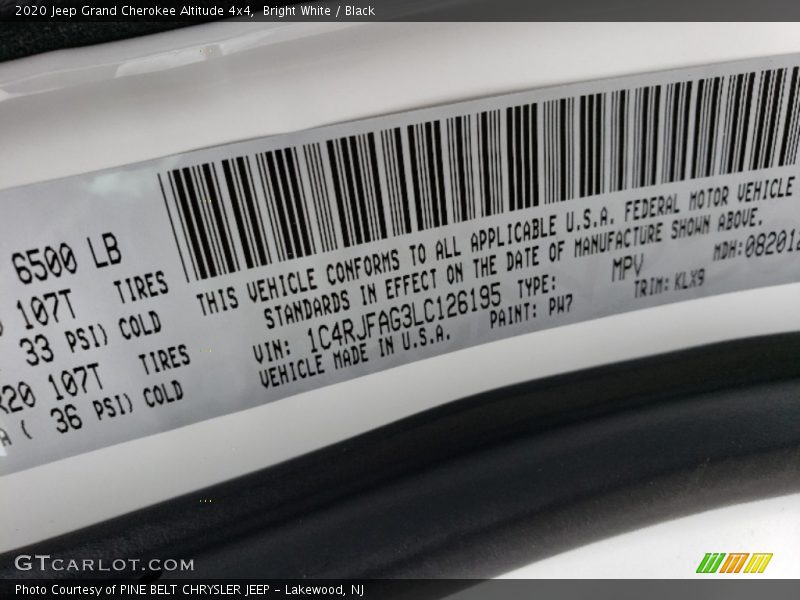 2020 Jeep Grand Cherokee Altitude 4x4, Bright White / Black
6500 LB
107T TIRES
33 PSI) COLD
20 107T TIRES
( 36 PSI) COLD
THIS VEHICLE CONFORMS TO ALL APPLICABLE U.S.A. FEDERAL MOTOR VEHICLE
STANDARDS IN EFFECT ON THE DATE OF MANUFACTURE SHOWN ABOVE.
VIN: 1C4RJFAG3LC126195 TYPE: MPV MDH:082012
VEHICLE MADE IN U.S.A. PAINT: PW7 TRIM: KLX9
GTCARLOT.COM
Photo Courtesy of PINE BELT CHRYSLER JEEP - Lakewood, NJ